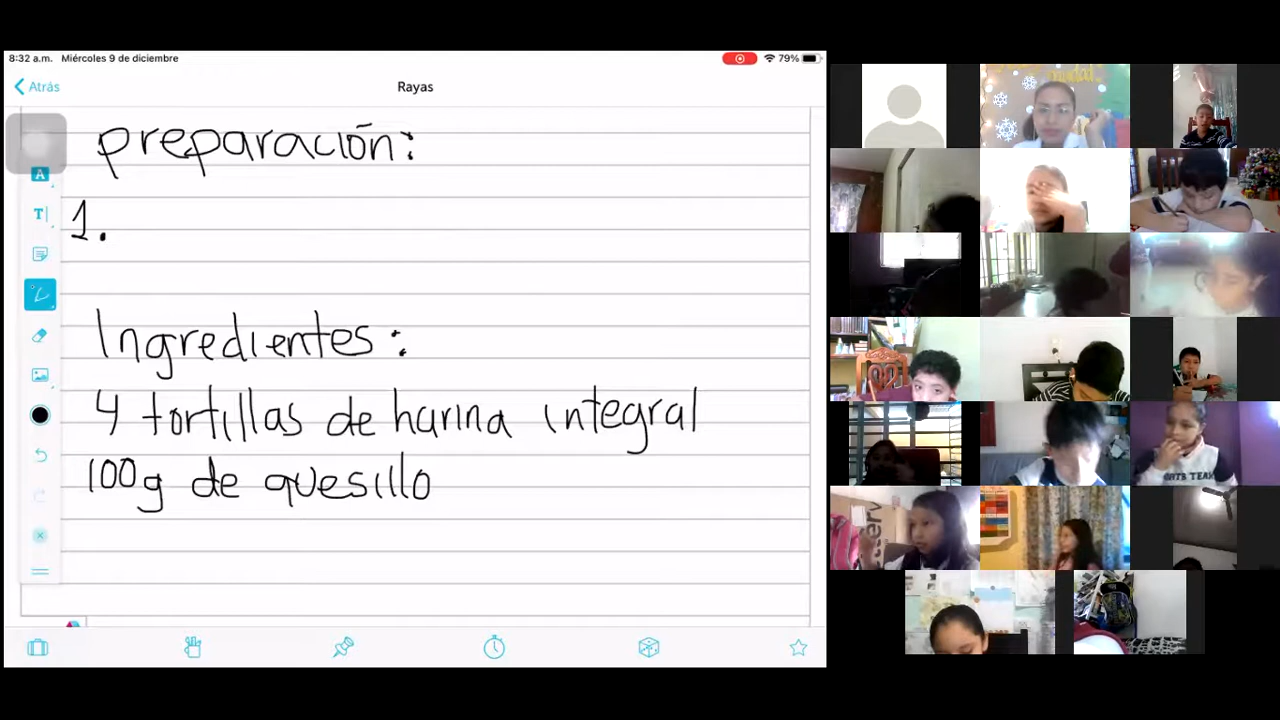 8:32 a.m. Miércoles 9 de diciembre
79%
Atrás
Rayas
preparación:
1.
Ingredientes:
4 tortillas de harina integral
100g de quesillo